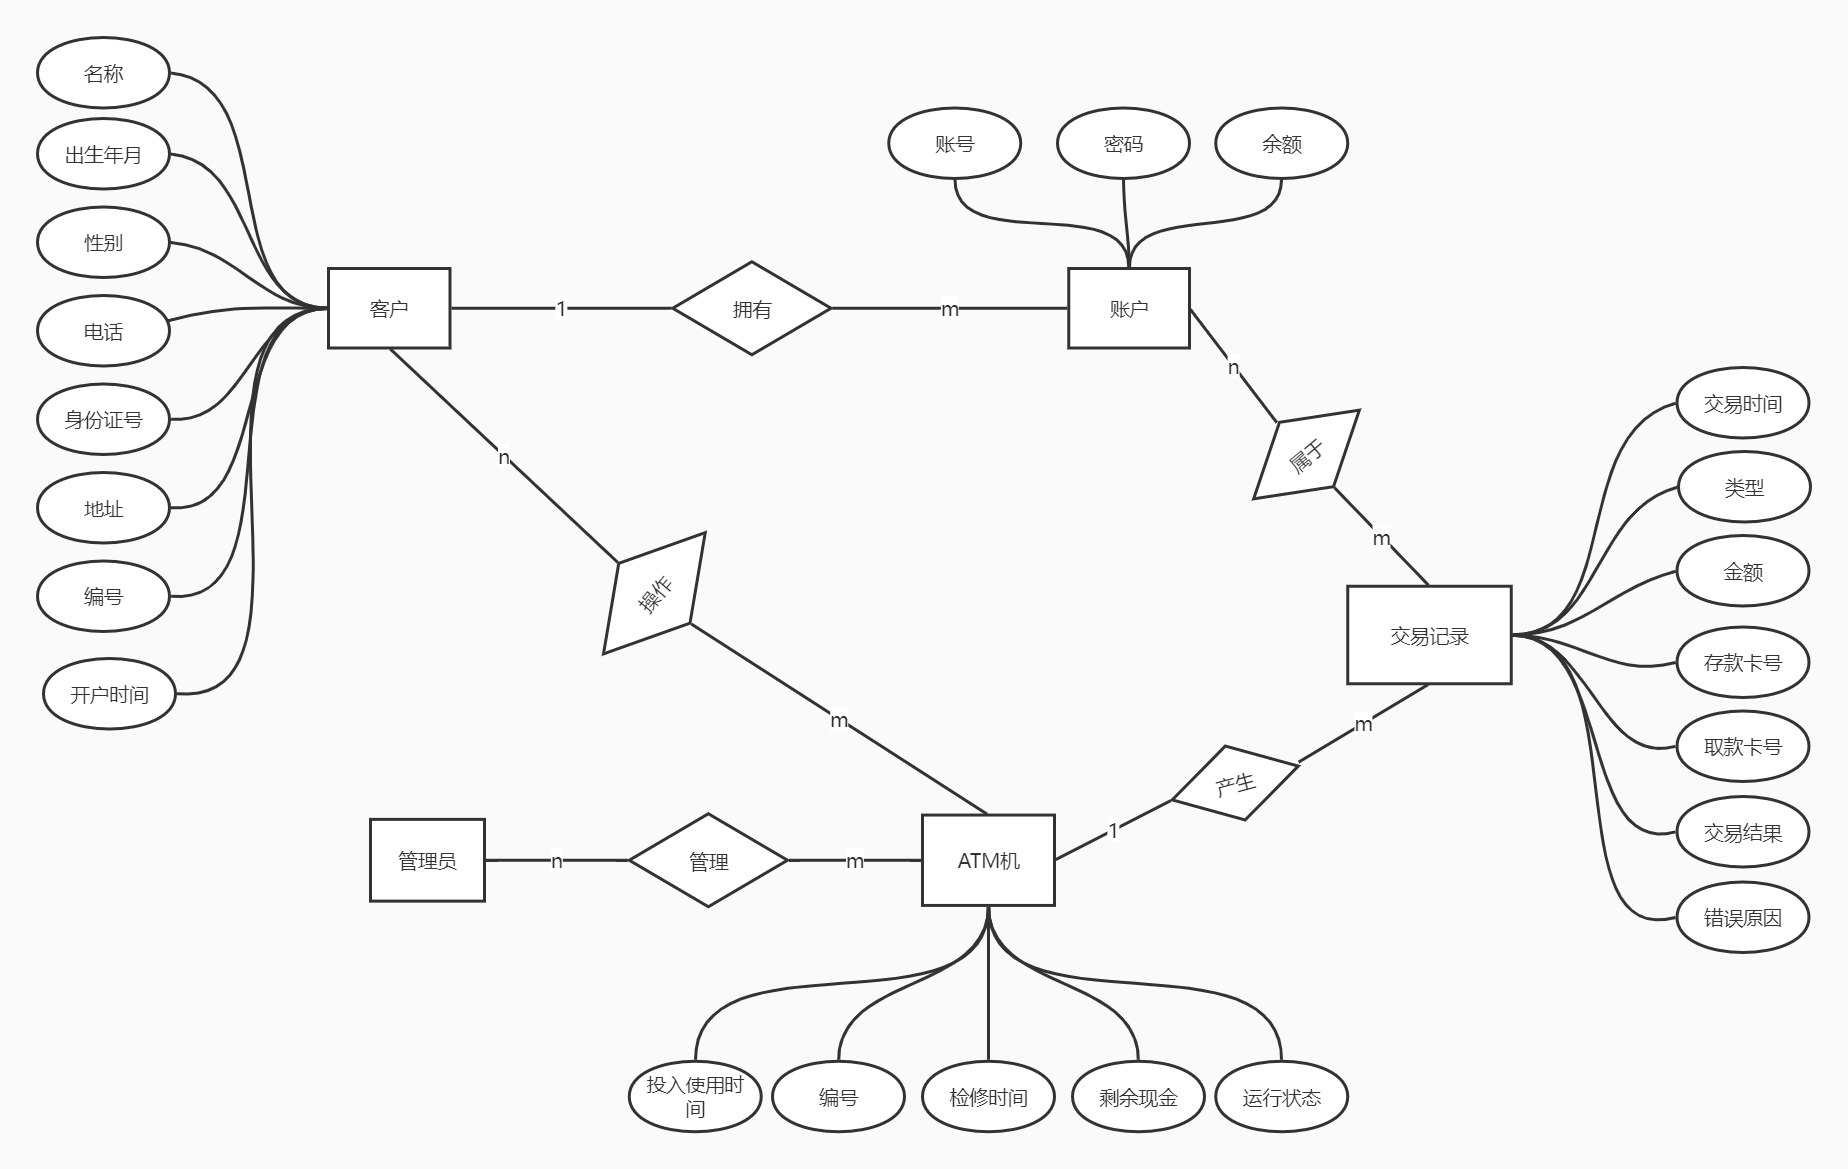 名称
出生年月
性别
电话
身份证号
地址
编号
开户时间
客户
1
拥有
m
账号
密码
余额
账户
n
属于
m
交易记录
交易时间
类型
金额
存款卡号
取款卡号
交易结果
错误原因
n
操作
m
管理员
n
管理
m
ATM机
1
产生
m
投入使用时
间
编号
检修时间
剩余现金
运行状态